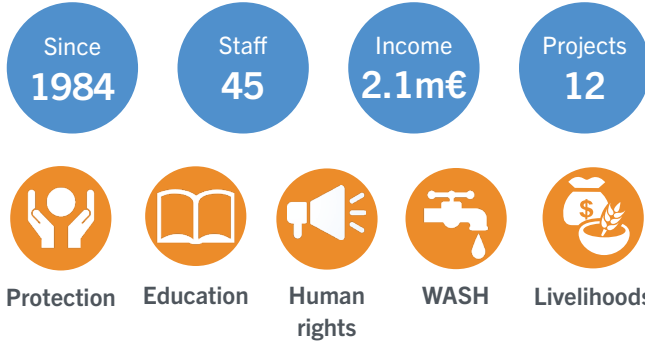 Since Staff Income Projects
1984 45 2.1m€ 12
$
Protection Education Human WASH Livelihoods
rights